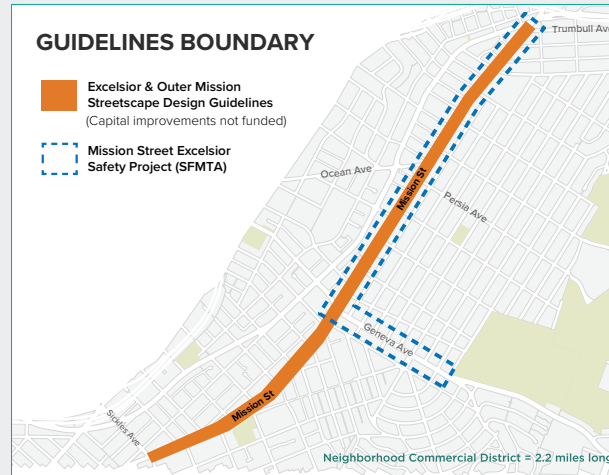 GUIDELINES BOUNDARY
Excelsior & Outer Mission
Streetscape Design Guidelines
(Capital improvements not funded)
Mission Street Excelsior
Safety Project (SFMTA)
Trumbull Ave
Ocean Ave
Mission St
Persia Ave
Geneva Ave
Mission St
Sickles Ave
Neighborhood Commercial District = 2.2 miles long